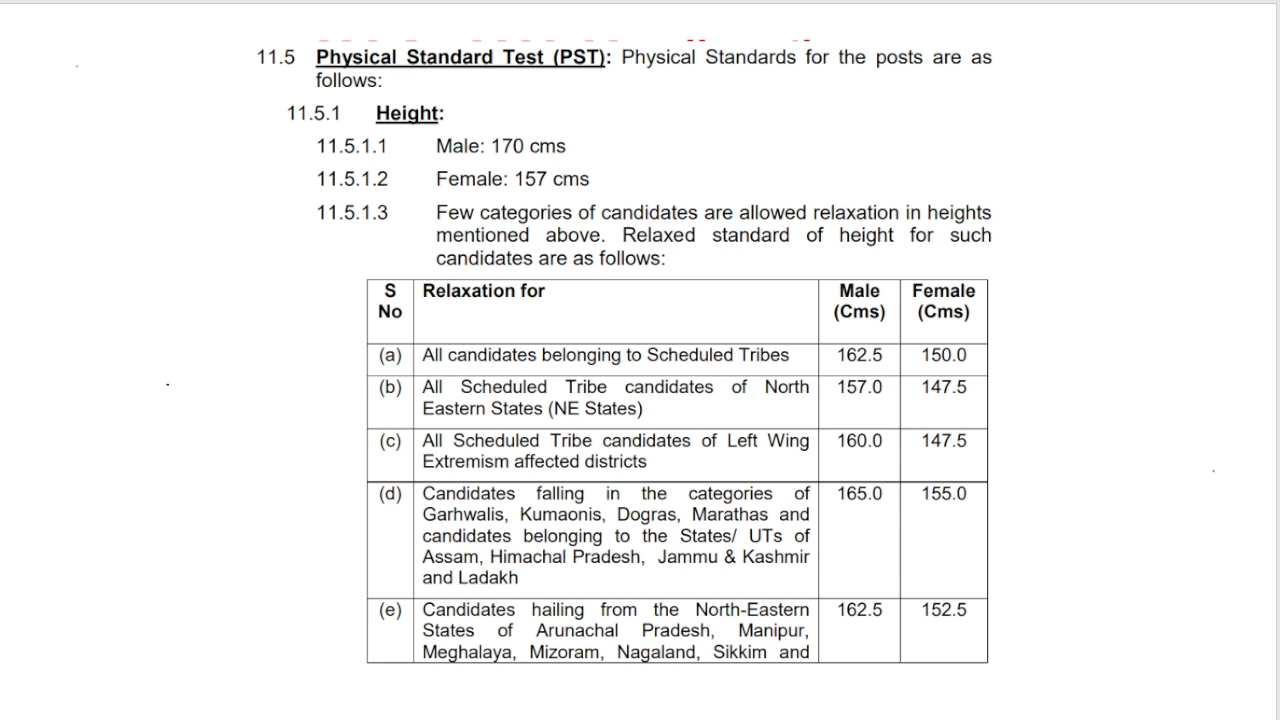 11.5 Physical Standard Test (PST): Physical Standards for the posts are as
follows:
11.5.1 Height:
11.5.1.1 Male: 170 cms
11.5.1.2 Female: 157 cms
11.5.1.3 Few categories of candidates are allowed relaxation in heights
mentioned above. Relaxed standard of height for such
candidates are as follows:
S Relaxation for Male Female
No (Cms) (Cms)
(a) All candidates belonging to Scheduled Tribes 162.5 150.0
(b) All Scheduled Tribe candidates of North 157.0 147.5
Eastern States (NE States)
(c) All Scheduled Tribe candidates of Left Wing 160.0 147.5
Extremism affected districts
(d) Candidates falling in the categories of 165.0 155.0
Garhwalis, Kumaonis, Dogras, Marathas and
candidates belonging to the States/ UTs of
Assam, Himachal Pradesh, Jammu & Kashmir
and Ladakh
(e) Candidates hailing from the North-Eastern 162.5 152.5
States of Arunachal Pradesh, Manipur,
Meghalaya, Mizoram, Nagaland, Sikkim and